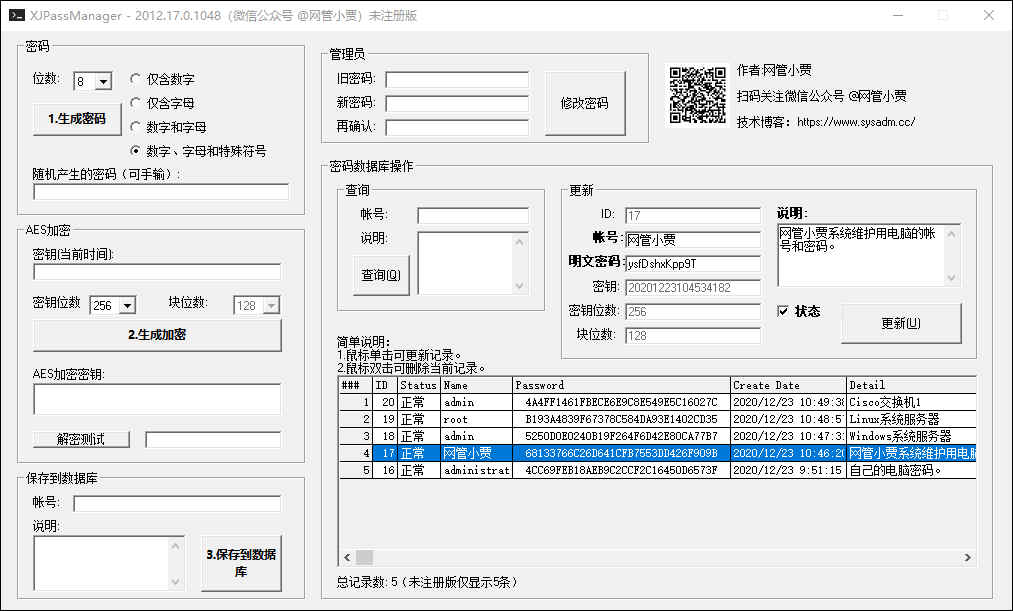 XJPassManager - 2012.17.0.1048（微信公众号 @网管小贾）未注册版
密码
位数: 8 仅含数字
仅含字母
1.生成密码
数字和字母
数字、字母和特殊符号
随机产生的密码（可手输）:
AES加密
密钥(当前时间):
密钥位数 256 块位数: 128
2.生成加密
AES加密密钥:
解密测试
保存到数据库
帐号:
说明:
3.保存到数据库
管理员
旧密码:
新密码:
再确认:
修改密码
作者:网管小贾
扫码关注微信公众号 @网管小贾
技术博客: https://www.sysadm.cc/
密码数据库操作
查询
帐号:
说明:
查询(Q)
更新
ID: 17
帐号: 网管小贾
明文密码: ysfDshxKpp9T
密钥: 20201223104534182
密钥位数: 256
块位数: 128
说明:
网管小贾系统维护用电脑的帐
号和密码。
状态
更新(U)
简单说明:
1.鼠标单击可更新记录。
2.鼠标双击可删除当前记录。
### ID Status Name Password Create Date Detail
1 20 正常 admin 4A4FF1461FBECE6E9C8E549E5C16027C 2020/12/23 10:49:38 Cisco交换机1
2 19 正常 root B193A4839F67378C584DA93E1402CD35 2020/12/23 10:48:5 Linux系统服务器
3 18 正常 admin 5250D0E0240B19F264F6D42E80CA77B7 2020/12/23 10:47:3 Windows系统服务器
4 17 正常 网管小贾 68133766C26D641CFB7553DD426F909B 2020/12/23 10:46:20 网管小贾系统维护用电脑
5 16 正常 administrat 4CC69FEB18AEB9C2CCF2C16450D6573F 2020/12/23 9:51:15 自己的电脑密码。
总记录数: 5（未注册版仅显示5条）